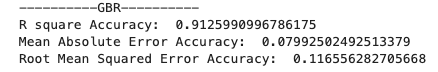 ----------GBR----------
R square Accuracy:  0.9125990996786175
Mean Absolute Error Accuracy:  0.07992502492513379
Root Mean Squared Error Accuracy:  0.116556282705668